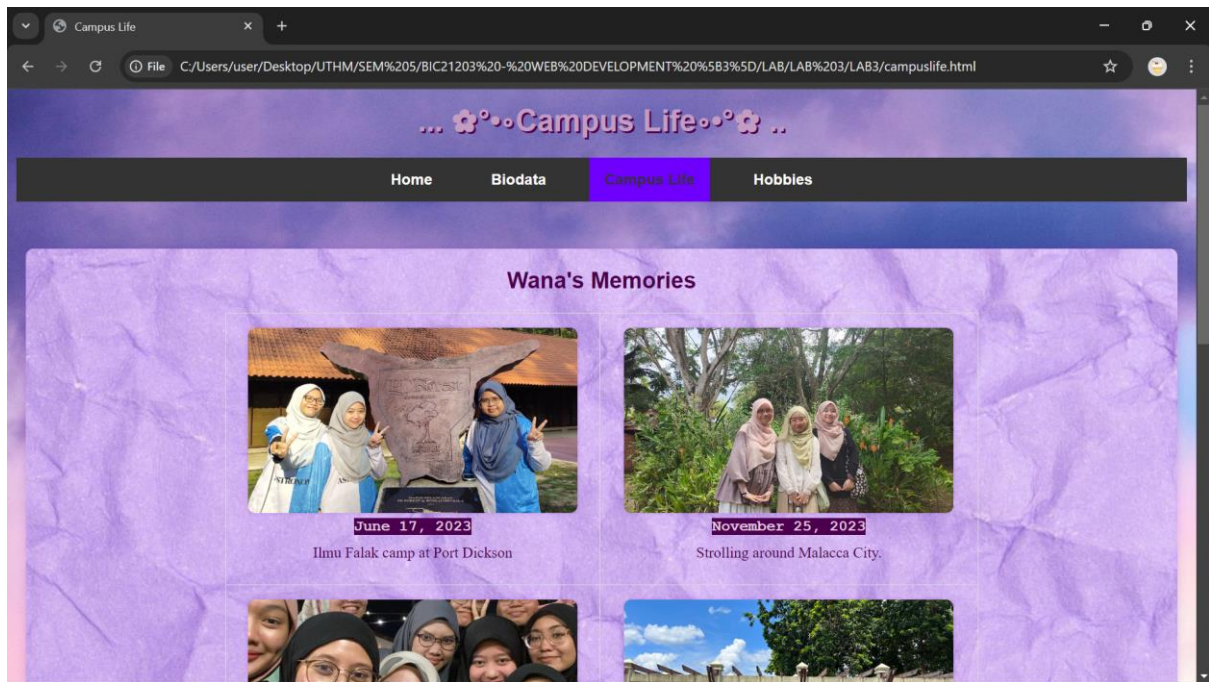 Campus Life
File C:/Users/user/Desktop/UTHM/SEM%205/BIC21203%20-%20WEB%20DEVELOPMENT%20%5B3%5D/LAB/LAB%203/LAB3/campuslife.html
... ✿°•∘Campus Life∘•°✿ ..
Home Biodata Campus Life Hobbies
Wana's Memories
June 17, 2023
Ilmu Falak camp at Port Dickson
November 25, 2023
Strolling around Malacca City.